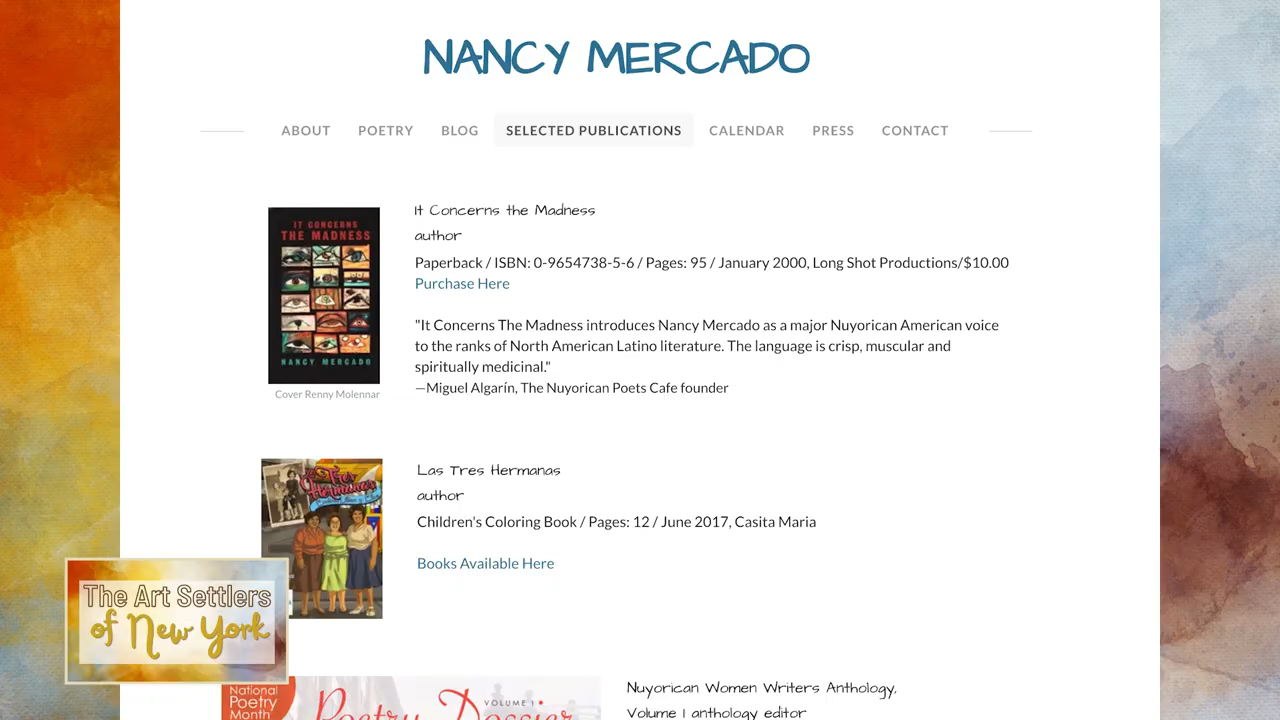 NANCY MERCADO
ABOUT POETRY BLOG SELECTED PUBLICATIONS CALENDAR PRESS CONTACT
IT CONCERNS
THE MADNESS
NANCY MERCADO
Cover Renny Molennar
It Concerns the Madness
author
Paperback / ISBN: 0-9654738-5-6 / Pages: 95 / January 2000, Long Shot Productions/$10.00
Purchase Here
"It Concerns The Madness introduces Nancy Mercado as a major Nuyorican American voice
to the ranks of North American Latino literature. The language is crisp, muscular and
spiritually medicinal."
—Miguel Algarín, The Nuyorican Poets Cafe founder
Las Tres Hermanas
author
Children's Coloring Book / Pages: 12 / June 2017, Casita Maria
Books Available Here
The Art Settlers
of New York
National
Poetry
Month
VOLUME I
Poetry Dossier
Nuyorican Women Writers Anthology,
Volume I anthology editor